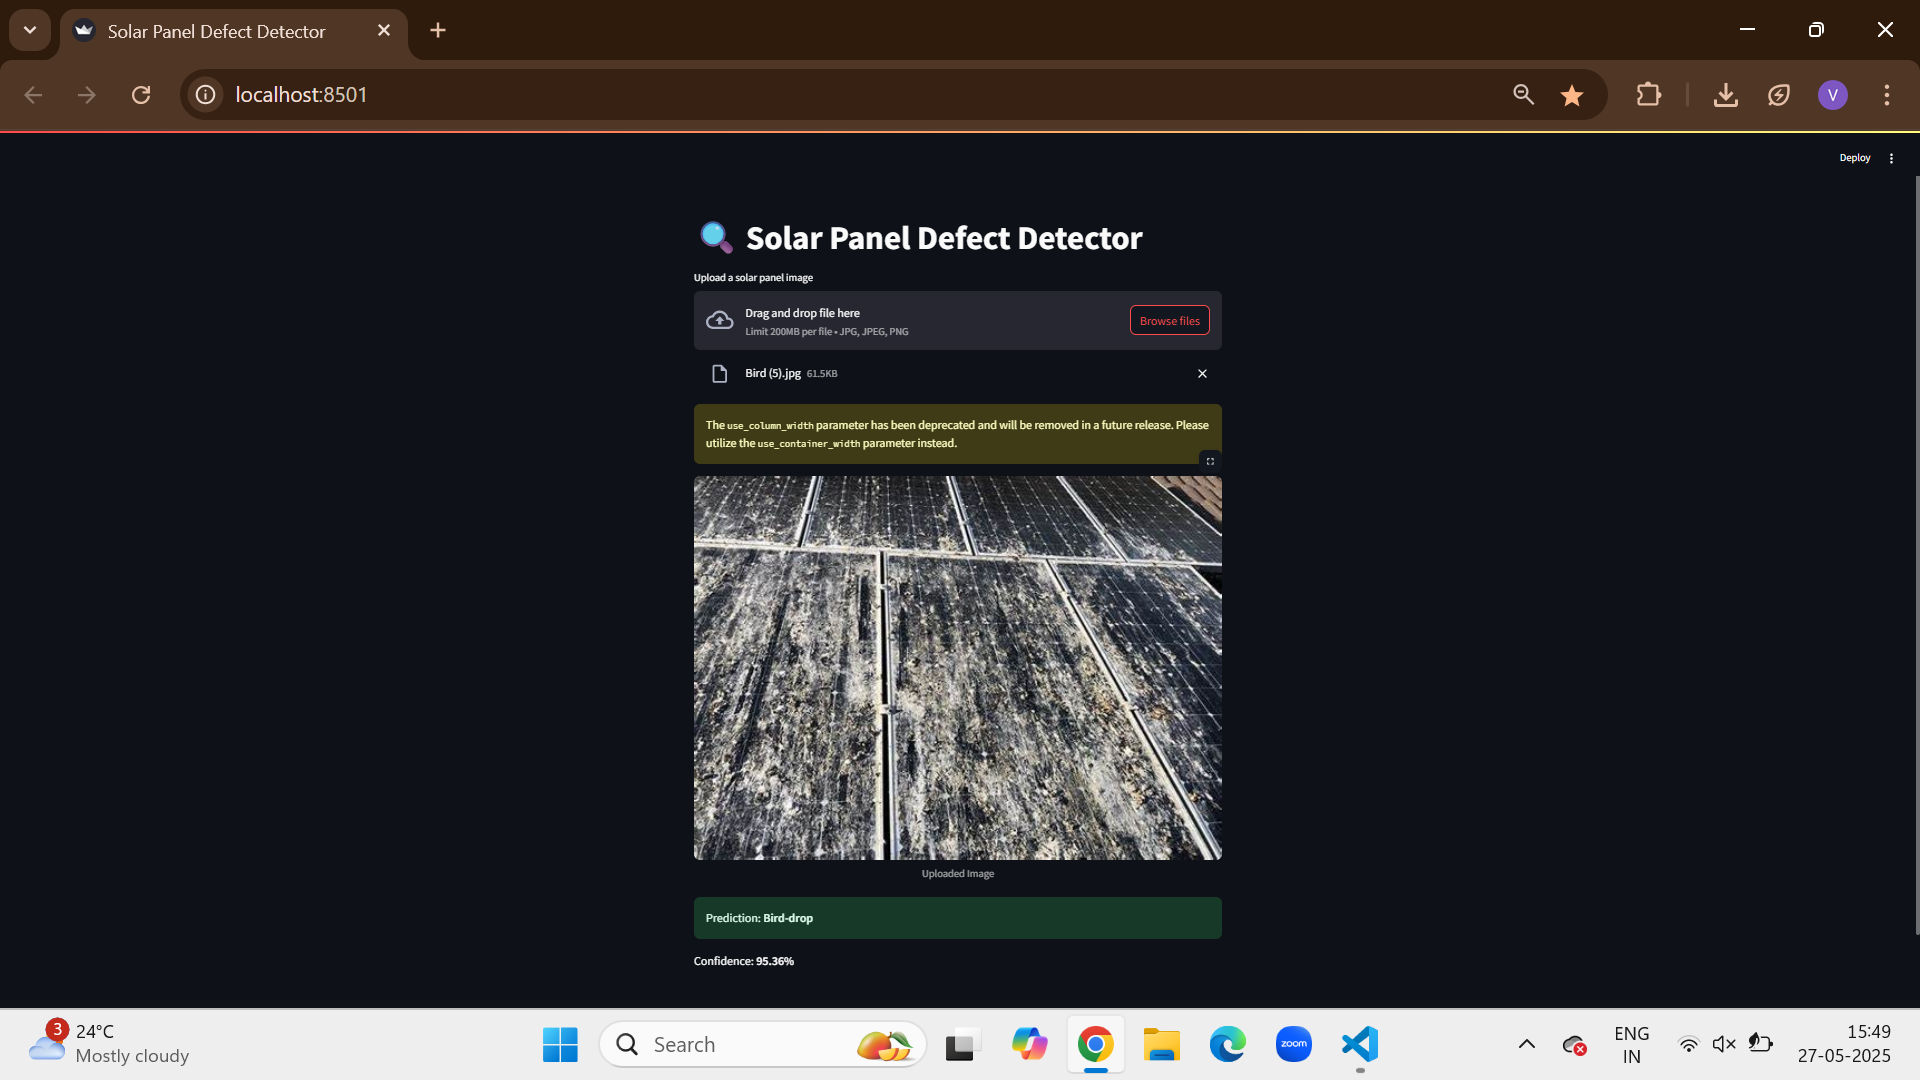 Solar Panel Defect Detector
localhost:8501
V
Deploy
Solar Panel Defect Detector
Upload a solar panel image
Drag and drop file here
Limit 200MB per file • JPG, JPEG, PNG
Browse files
Bird (5).jpg 61.5KB
The use_column_width parameter has been deprecated and will be removed in a future release. Please
utilize the use_container_width parameter instead.
Uploaded Image
Prediction: Bird-drop
Confidence: 95.36%
3
24°C
Mostly cloudy
Search
zoom
ENG
IN
15:49
27-05-2025